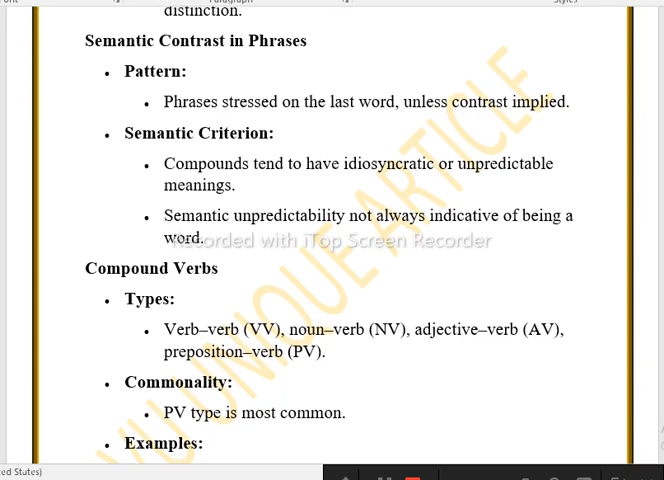 distinction.
Semantic Contrast in Phrases
• Pattern:
• Phrases stressed on the last word, unless contrast implied.
• Semantic Criterion:
• Compounds tend to have idiosyncratic or unpredictable
meanings.
• Semantic unpredictability not always indicative of being a
word.
Recorded with iTop Screen Recorder
Compound Verbs
• Types:
• Verb–verb (VV), noun–verb (NV), adjective–verb (AV),
preposition–verb (PV).
• Commonality:
• PV type is most common.
• Examples:
VU UNIQUE ARTICLE
ed States)